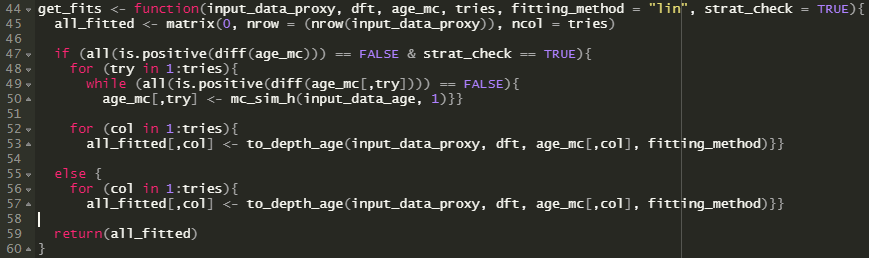 44 get_fits <- function(input_data_proxy, dft, age_mc, tries, fitting_method = "lin", strat_check = TRUE){
45 all_fitted <- matrix(0, nrow = (nrow(input_data_proxy)), ncol = tries)
46
47 if (all(is.positive(diff(age_mc))) == FALSE & strat_check == TRUE){
48 for (try in 1:tries){
49 while (all(is.positive(diff(age_mc[,try]))) == FALSE){
50 age_mc[,try] <- mc_sim_h(input_data_age, 1)}}
51
52 for (col in 1:tries){
53 all_fitted[,col] <- to_depth_age(input_data_proxy, dft, age_mc[,col], fitting_method)}}
54
55 else {
56 for (col in 1:tries){
57 all_fitted[,col] <- to_depth_age(input_data_proxy, dft, age_mc[,col], fitting_method)}}
58
59 return(all_fitted)
60 }